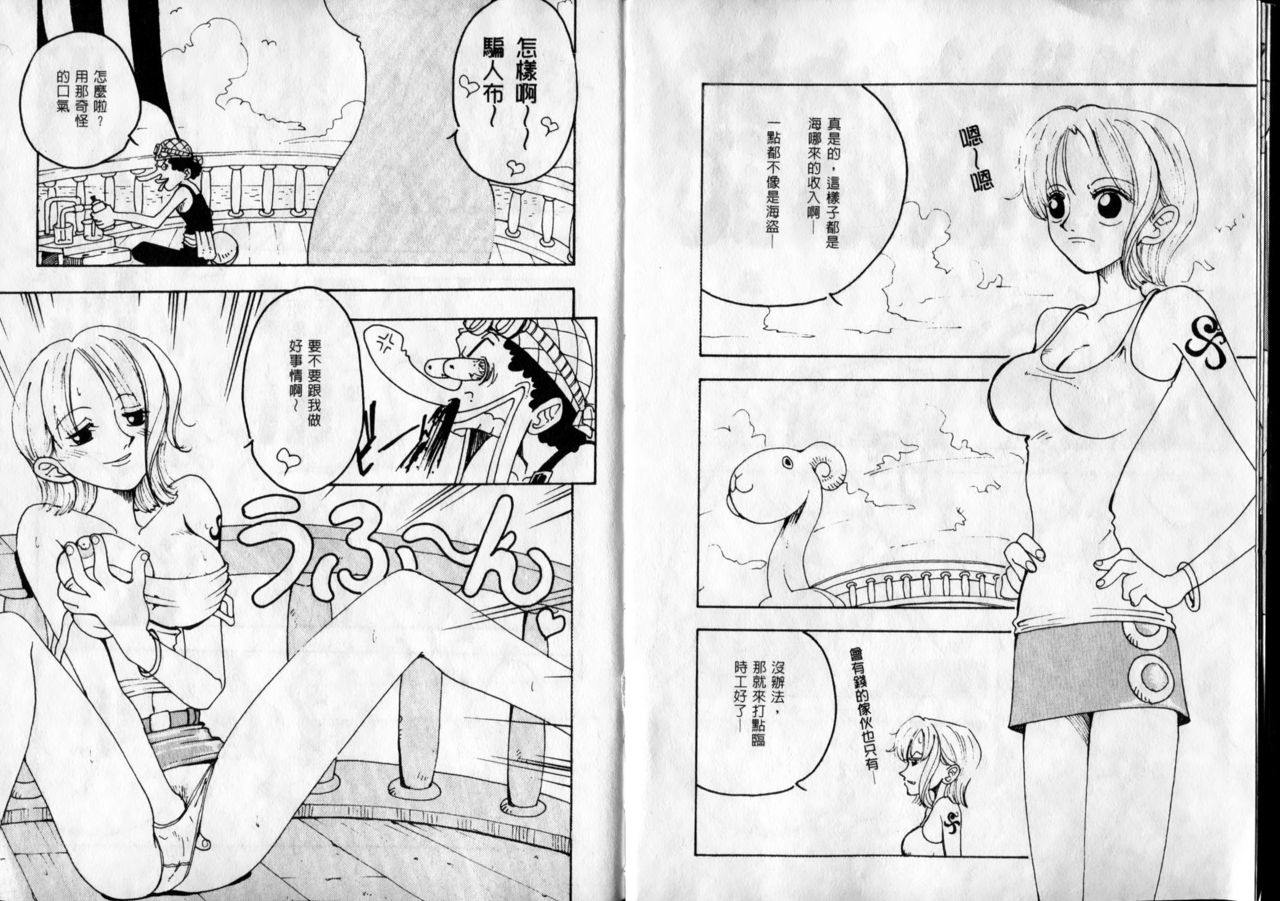 嗯～嗯
真是的，這樣子都是
海哪來的收入啊─
一點都不像是海盜─
會有錢的傢伙也只有─
沒辦法，
那就來打點臨
時工好了─
怎樣啊～～
騙人布～
怎麼啦？
用那奇怪
的口氣
要不要跟我做
好事情啊～
うふぅ～ん